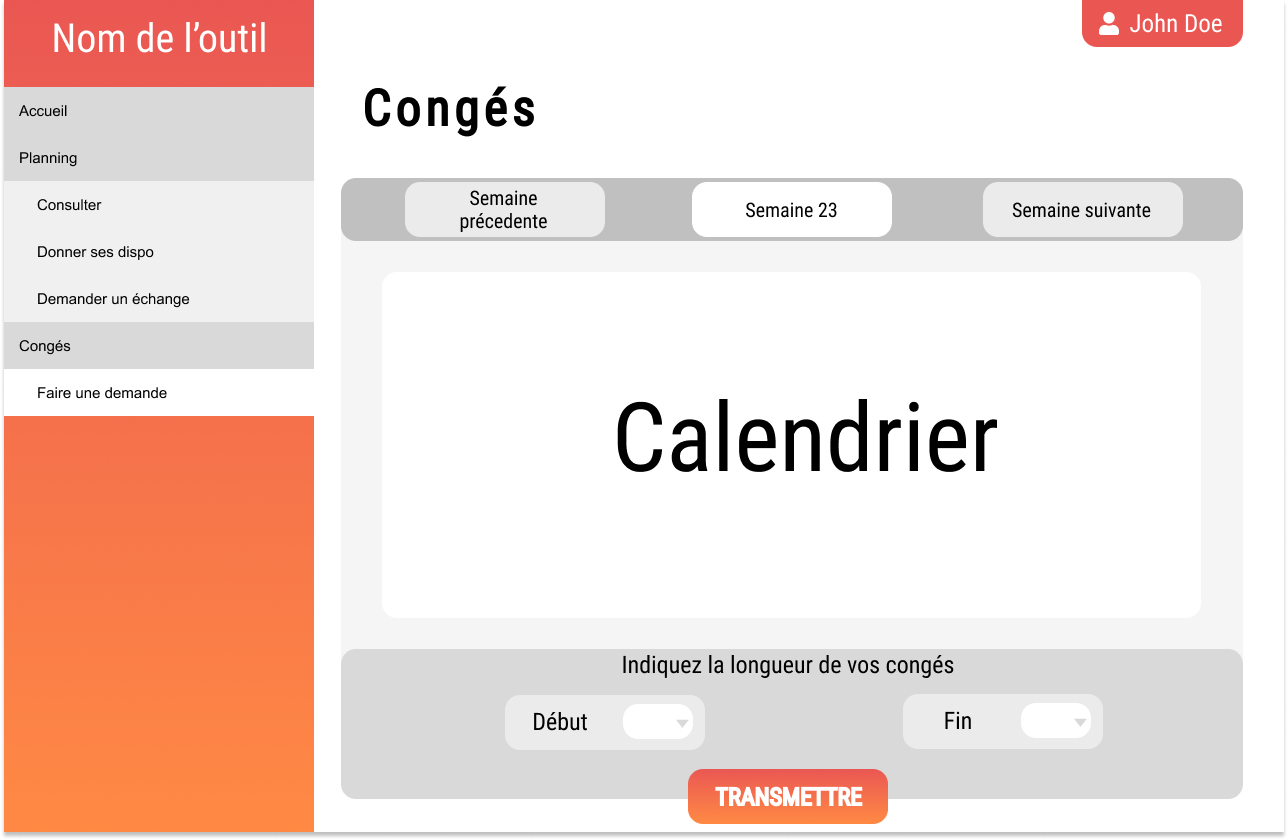 Nom de l’outil
John Doe
Accueil
Planning
Consulter
Donner ses dispo
Demander un échange
Congés
Faire une demande
Congés
Semaine
précedente
Semaine 23
Semaine suivante
Calendrier
Indiquez la longueur de vos congés
Début
Fin
TRANSMETTRE